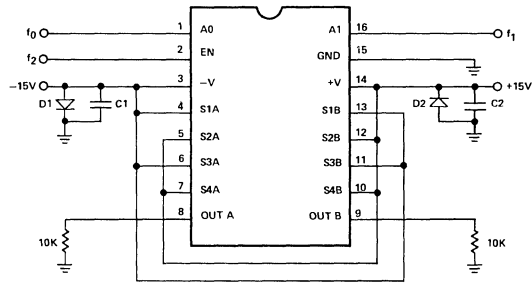 f0 1 A0 A1 16 f1
f2 2 EN GND 15
−15V 3 −V +V 14 +15V
D1 C1 4 S1A S1B 13 D2 C2
5 S2A S2B 12
6 S3A S3B 11
7 S4A S4B 10
8 OUT A OUT B 9
10K 10K